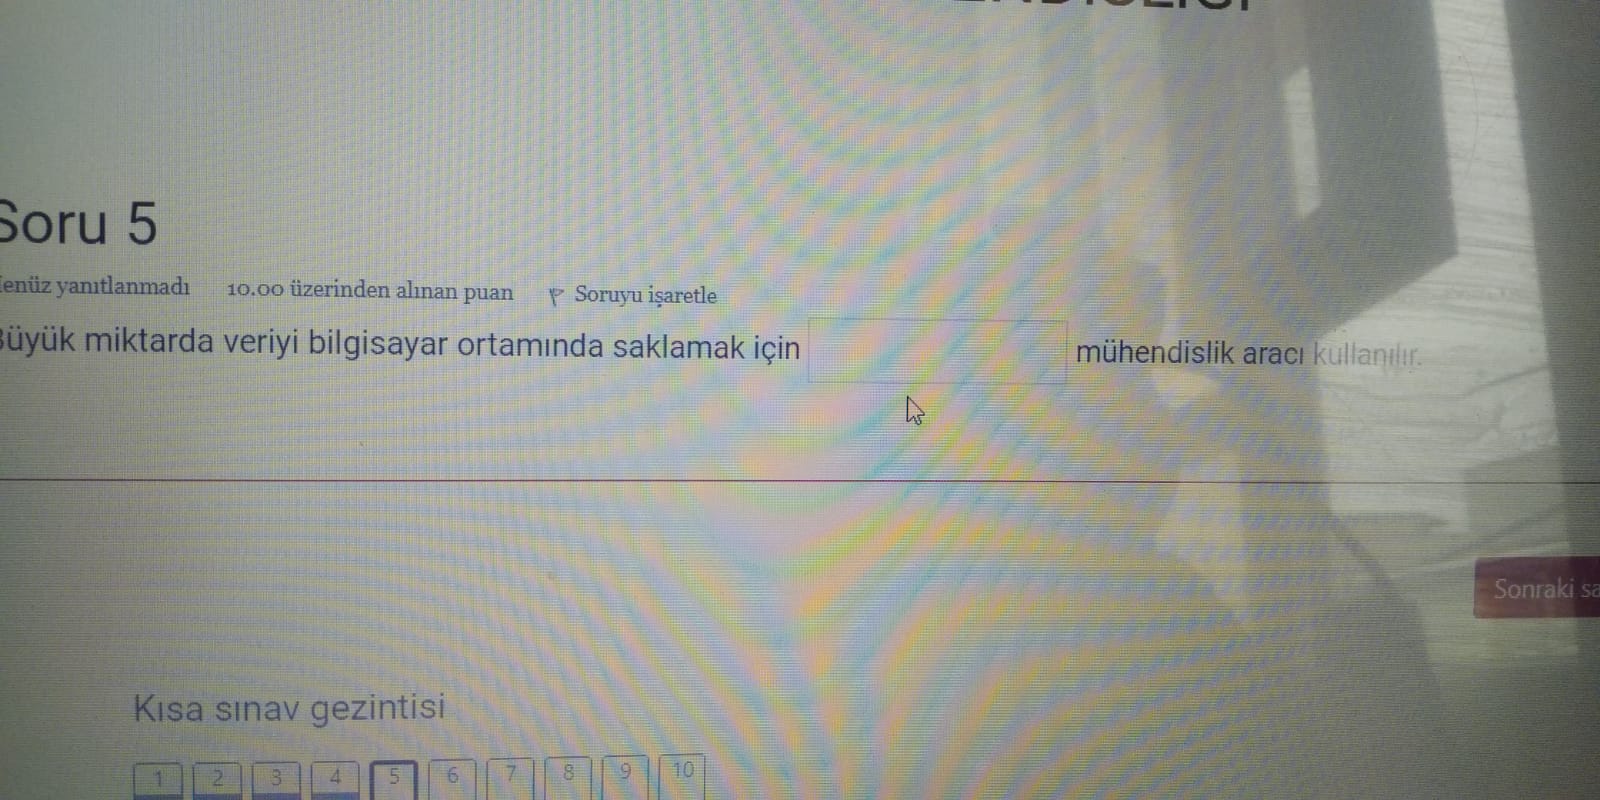 Soru 5
enüz yanıtlanmadı 10.00 üzerinden alınan puan Soruyu işaretle
Büyük miktarda veriyi bilgisayar ortamında saklamak için mühendislik aracı kullanılır.
Sonraki sa
Kısa sınav gezintisi
1 2 3 4 5 6 7 8 9 10